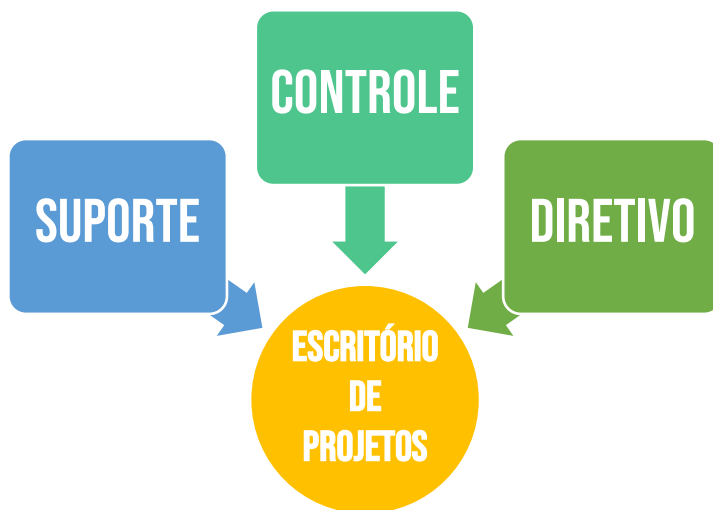 CONTROLE
SUPORTE
DIRETIVO
ESCRITÓRIO
DE
PROJETOS